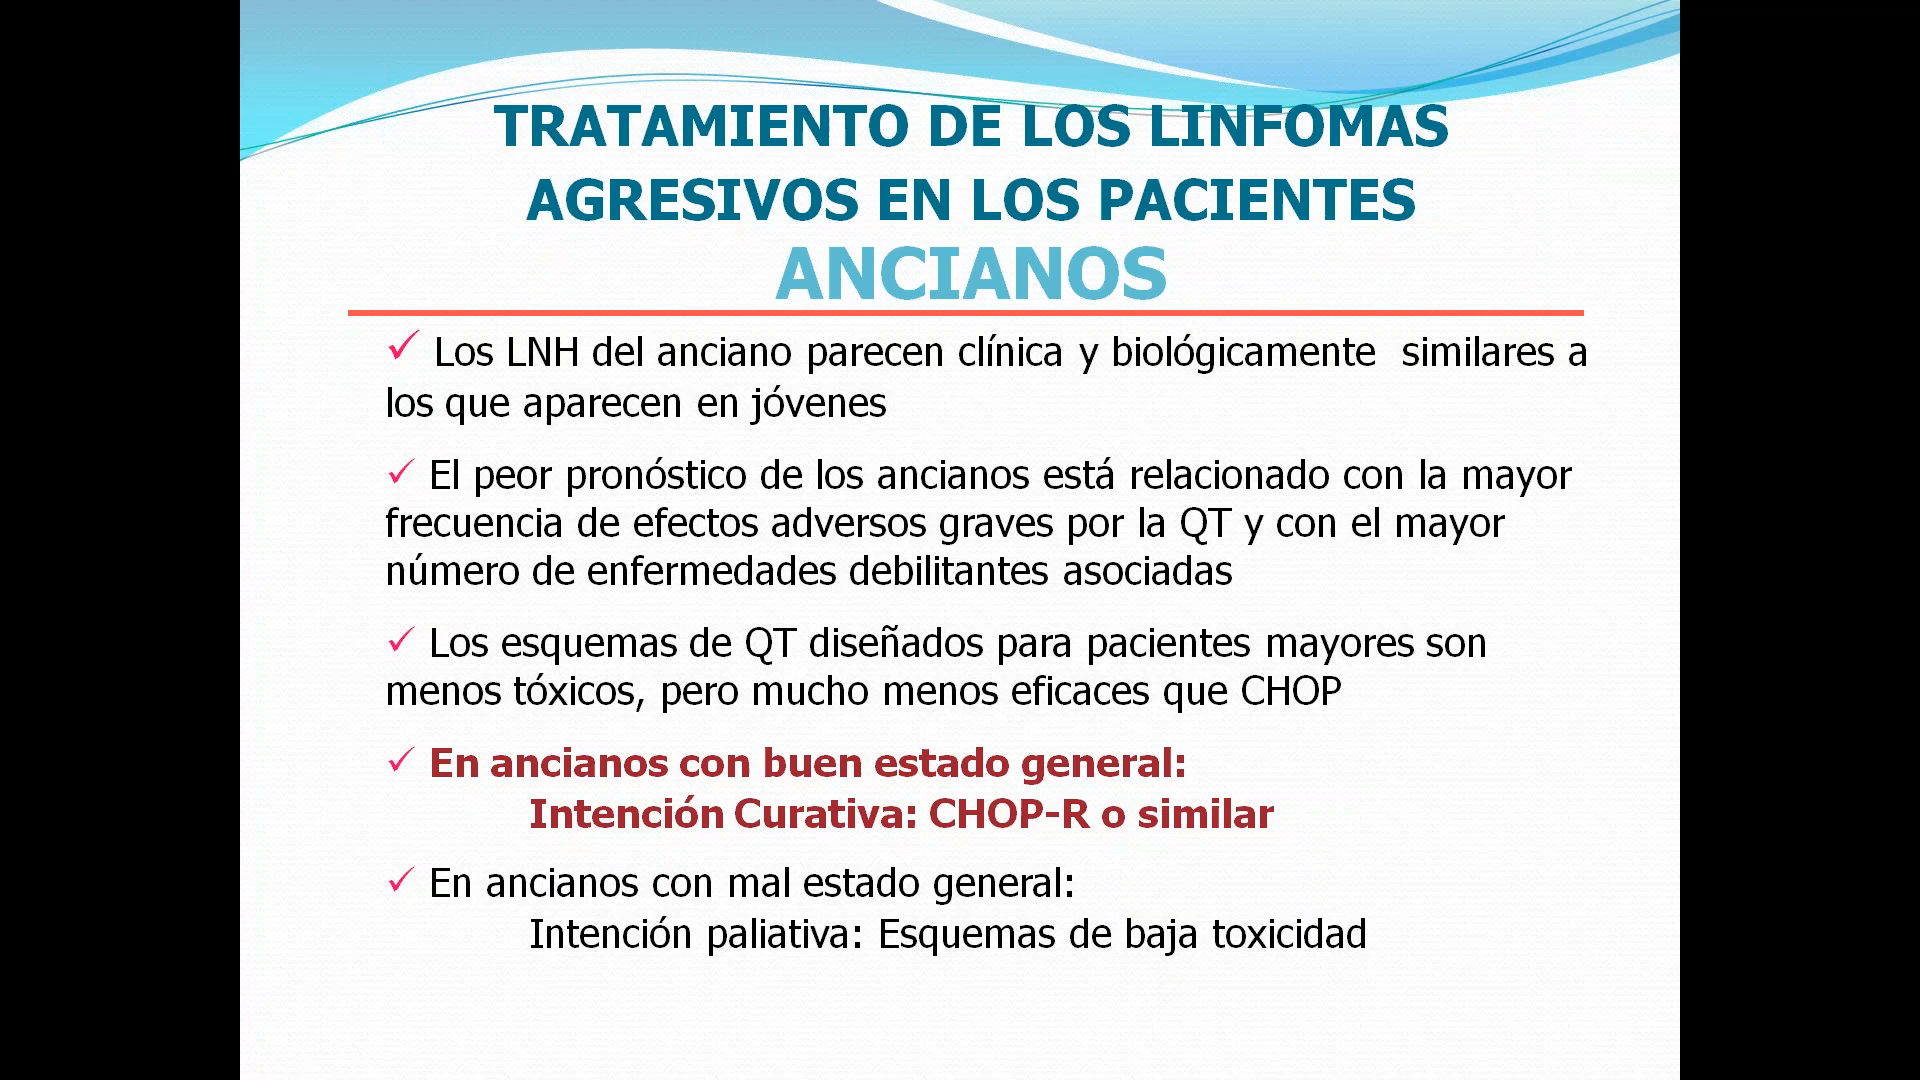 TRATAMIENTO DE LOS LINFOMAS
AGRESIVOS EN LOS PACIENTES
ANCIANOS
✓ Los LNH del anciano parecen clínica y biológicamente similares a
los que aparecen en jóvenes
✓ El peor pronóstico de los ancianos está relacionado con la mayor
frecuencia de efectos adversos graves por la QT y con el mayor
número de enfermedades debilitantes asociadas
✓ Los esquemas de QT diseñados para pacientes mayores son
menos tóxicos, pero mucho menos eficaces que CHOP
✓ En ancianos con buen estado general:
Intención Curativa: CHOP-R o similar
✓ En ancianos con mal estado general:
Intención paliativa: Esquemas de baja toxicidad